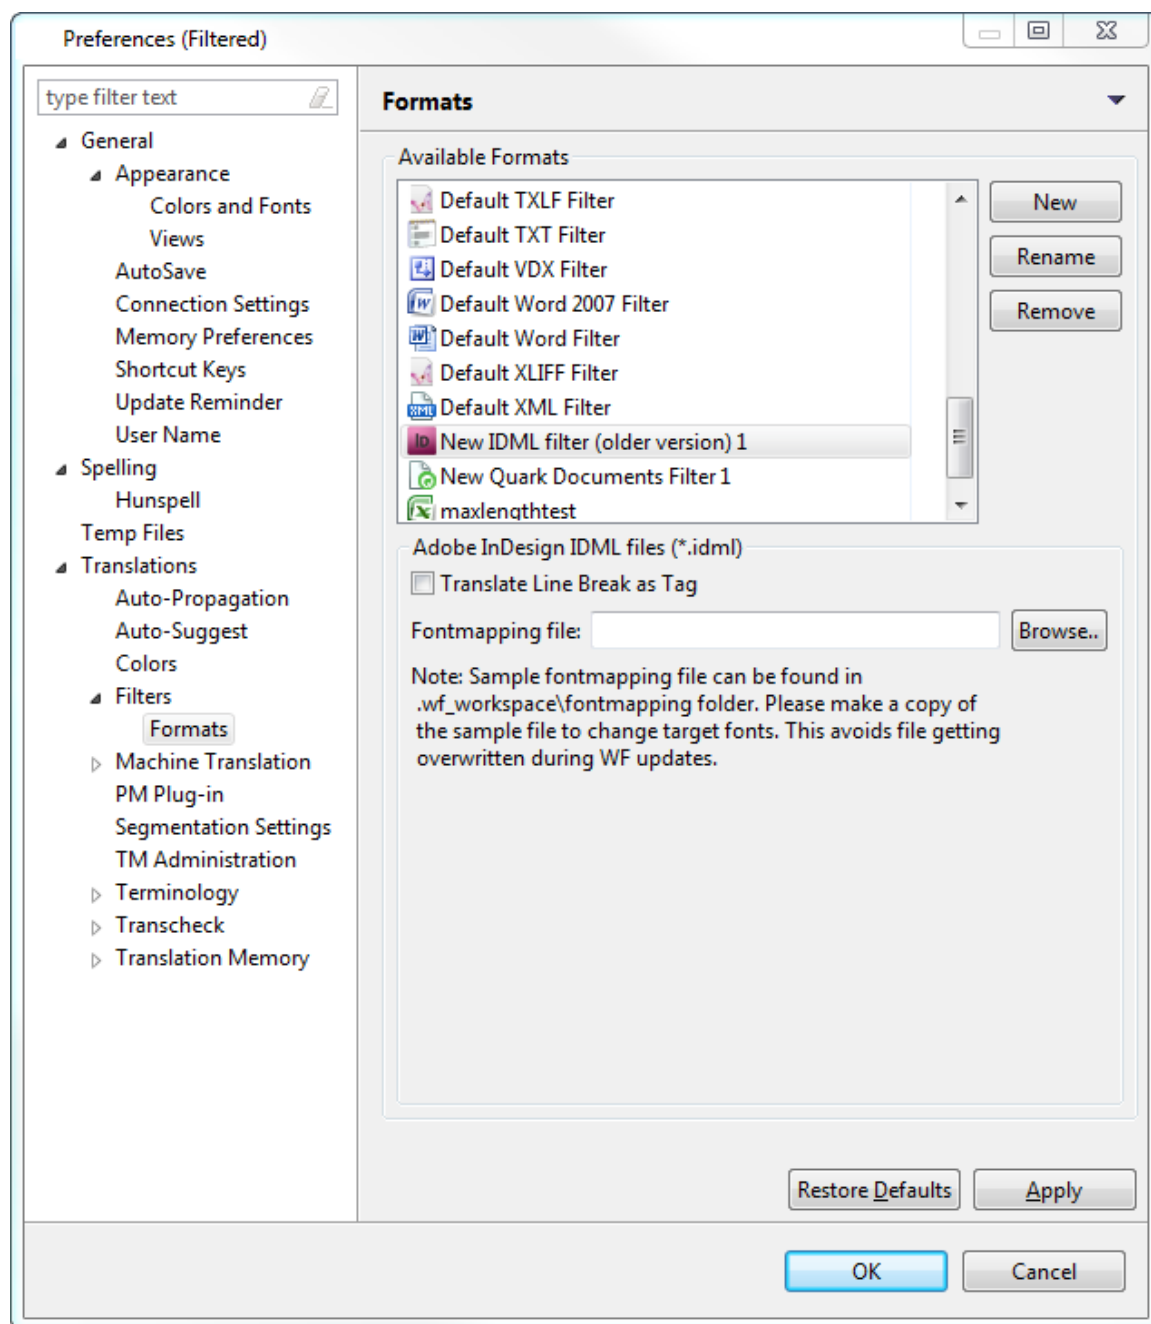 Preferences (Filtered)
type filter text
General
Appearance
Colors and Fonts
Views
AutoSave
Connection Settings
Memory Preferences
Shortcut Keys
Update Reminder
User Name
Spelling
Hunspell
Temp Files
Translations
Auto-Propagation
Auto-Suggest
Colors
Filters
Formats
Machine Translation
PM Plug-in
Segmentation Settings
TM Administration
Terminology
Transcheck
Translation Memory
Formats
Available Formats
Default TXLF Filter
Default TXT Filter
Default VDX Filter
Default Word 2007 Filter
Default Word Filter
Default XLIFF Filter
Default XML Filter
New IDML filter (older version) 1
New Quark Documents Filter 1
maxlengthtest
New
Rename
Remove
Adobe InDesign IDML files (*.idml)
Translate Line Break as Tag
Fontmapping file:
Browse..
Note: Sample fontmapping file can be found in
.wf_workspace\fontmapping folder. Please make a copy of
the sample file to change target fonts. This avoids file getting
overwritten during WF updates.
Restore Defaults
Apply
OK
Cancel